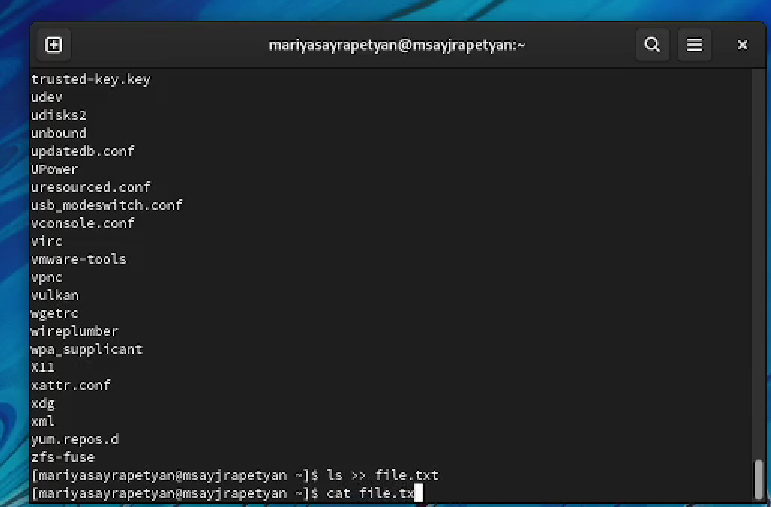 mariyasayrapetyan@msayjrapetyan:~
trusted-key.key
udev
udisks2
unbound
updatedb.conf
UPower
uresourced.conf
usb_modeswitch.conf
vconsole.conf
virc
vmware-tools
vpnc
vulkan
wgetrc
wireplumber
wpa_supplicant
X11
xattr.conf
xdg
xml
yum.repos.d
zfs-fuse
[mariyasayrapetyan@msayjrapetyan ~]$ ls >> file.txt
[mariyasayrapetyan@msayjrapetyan ~]$ cat file.tx